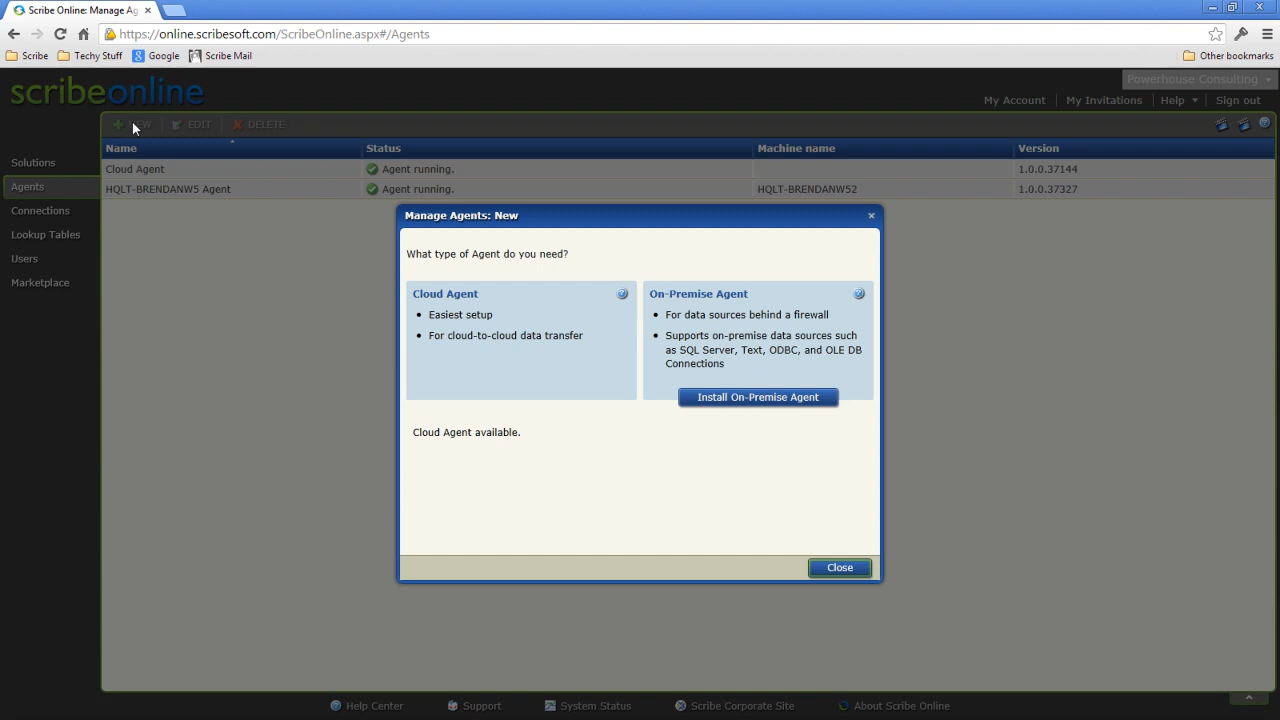 Scribe Online: Manage Ag
https://online.scribesoft.com/ScribeOnline.aspx#/Agents
Scribe
Techy Stuff
Google
Scribe Mail
Other bookmarks
scribeonline
Powerhouse Consulting
My Account
My Invitations
Help
Sign out
NEW
EDIT
DELETE
Name
Status
Machine name
Version
Cloud Agent
Agent running.
1.0.0.37144
HQLT-BRENDANW5 Agent
Agent running.
HQLT-BRENDANW52
1.0.0.37327
Solutions
Agents
Connections
Lookup Tables
Users
Marketplace
Manage Agents: New
What type of Agent do you need?
Cloud Agent
• Easiest setup
• For cloud-to-cloud data transfer
On-Premise Agent
• For data sources behind a firewall
• Supports on-premise data sources such
as SQL Server, Text, ODBC, and OLE DB
Connections
Install On-Premise Agent
Cloud Agent available.
Close
Help Center
Support
System Status
Scribe Corporate Site
About Scribe Online